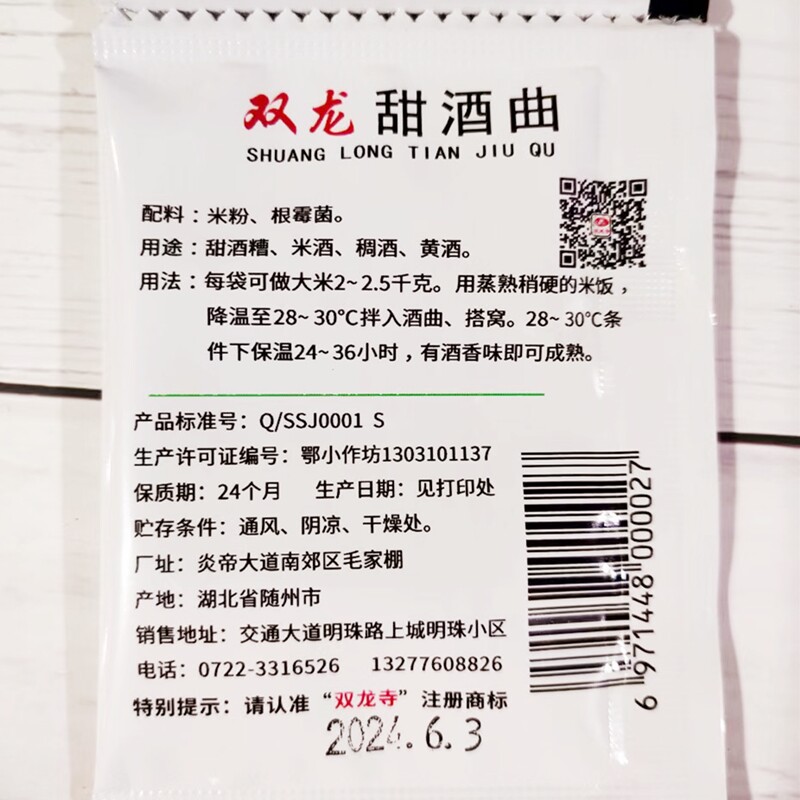 双龙 甜酒曲
SHUANG LONG TIAN JIU QU
配料：米粉、根霉菌。
用途：甜酒糟、米酒、稠酒、黄酒。
用法：每袋可做大米2~2.5千克。用蒸熟稍硬的米饭，
降温至28~30℃拌入酒曲、搭窝。28~30℃条
件下保温24~36小时，有酒香味即可成熟。
产品标准号：Q/SSJ0001 S
生产许可证编号：鄂小作坊1303101137
保质期：24个月 生产日期：见打印处
贮存条件：通风、阴凉、干燥处。
厂址：炎帝大道南郊区毛家棚
产地：湖北省随州市
销售地址：交通大道明珠路上城明珠小区
电话：0722-3316526 13277608826
特别提示：请认准“双龙寺”注册商标
2024.6.3
6 971448 000027